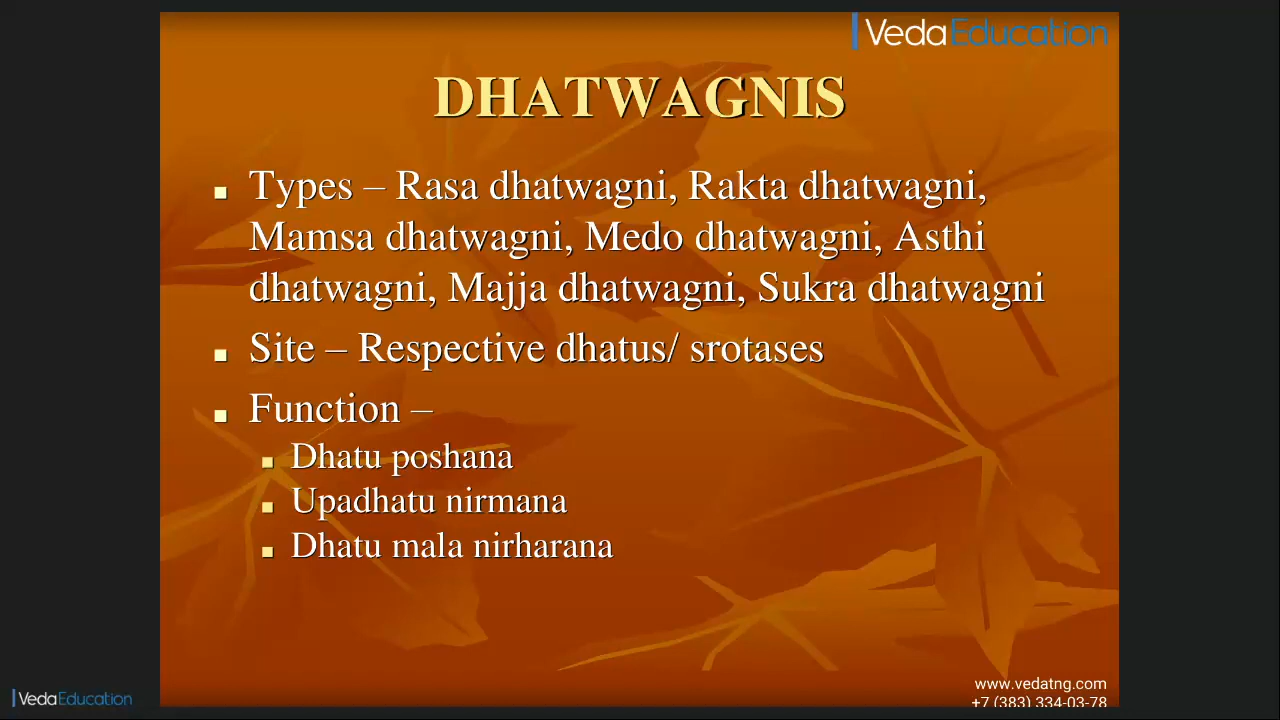 VedaEducation
DHATWAGNIS
Types – Rasa dhatwagni, Rakta dhatwagni,
Mamsa dhatwagni, Medo dhatwagni, Asthi
dhatwagni, Majja dhatwagni, Sukra dhatwagni
Site – Respective dhatus/ srotases
Function –
Dhatu poshana
Upadhatu nirmana
Dhatu mala nirharana
www.vedatng.com
+7 (383) 334-03-78
VedaEducation